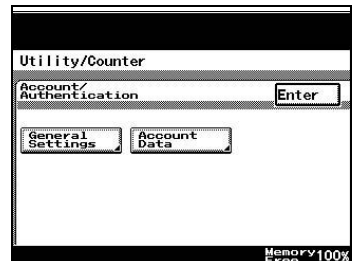 Utility/Counter
Account/
Authentication
Enter
General
Settings
Account
Data
Memory 100%
Free